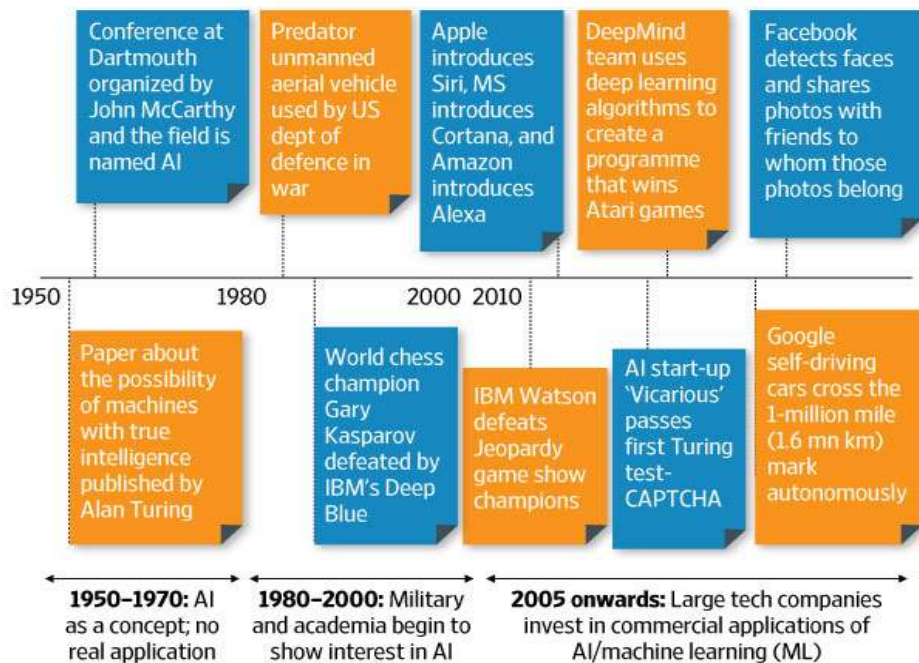 Conference at
Dartmouth
organized by
John McCarthy
and the field is
named AI
Predator
unmanned
aerial vehicle
used by US
dept of
defence in
war
Apple
introduces
Siri, MS
introduces
Cortana, and
Amazon
introduces
Alexa
DeepMind
team uses
deep learning
algorithms to
create a
programme
that wins
Atari games
Facebook
detects faces
and shares
photos with
friends to
whom those
photos belong
1950
1980
2000
2010
Paper about
the possibility
of machines
with true
intelligence
published by
Alan Turing
World chess
champion
Gary
Kasparov
defeated by
IBM's Deep
Blue
IBM Watson
defeats
Jeopardy
game show
champions
AI start-up
'Vicarious'
passes
first Turing
test-
CAPTCHA
Google
self-driving
cars cross the
1-million mile
(1.6 mn km)
mark
autonomously
1950–1970: AI
as a concept; no
real application
1980–2000: Military
and academia begin to
show interest in AI
2005 onwards: Large tech companies
invest in commercial applications of
AI/machine learning (ML)